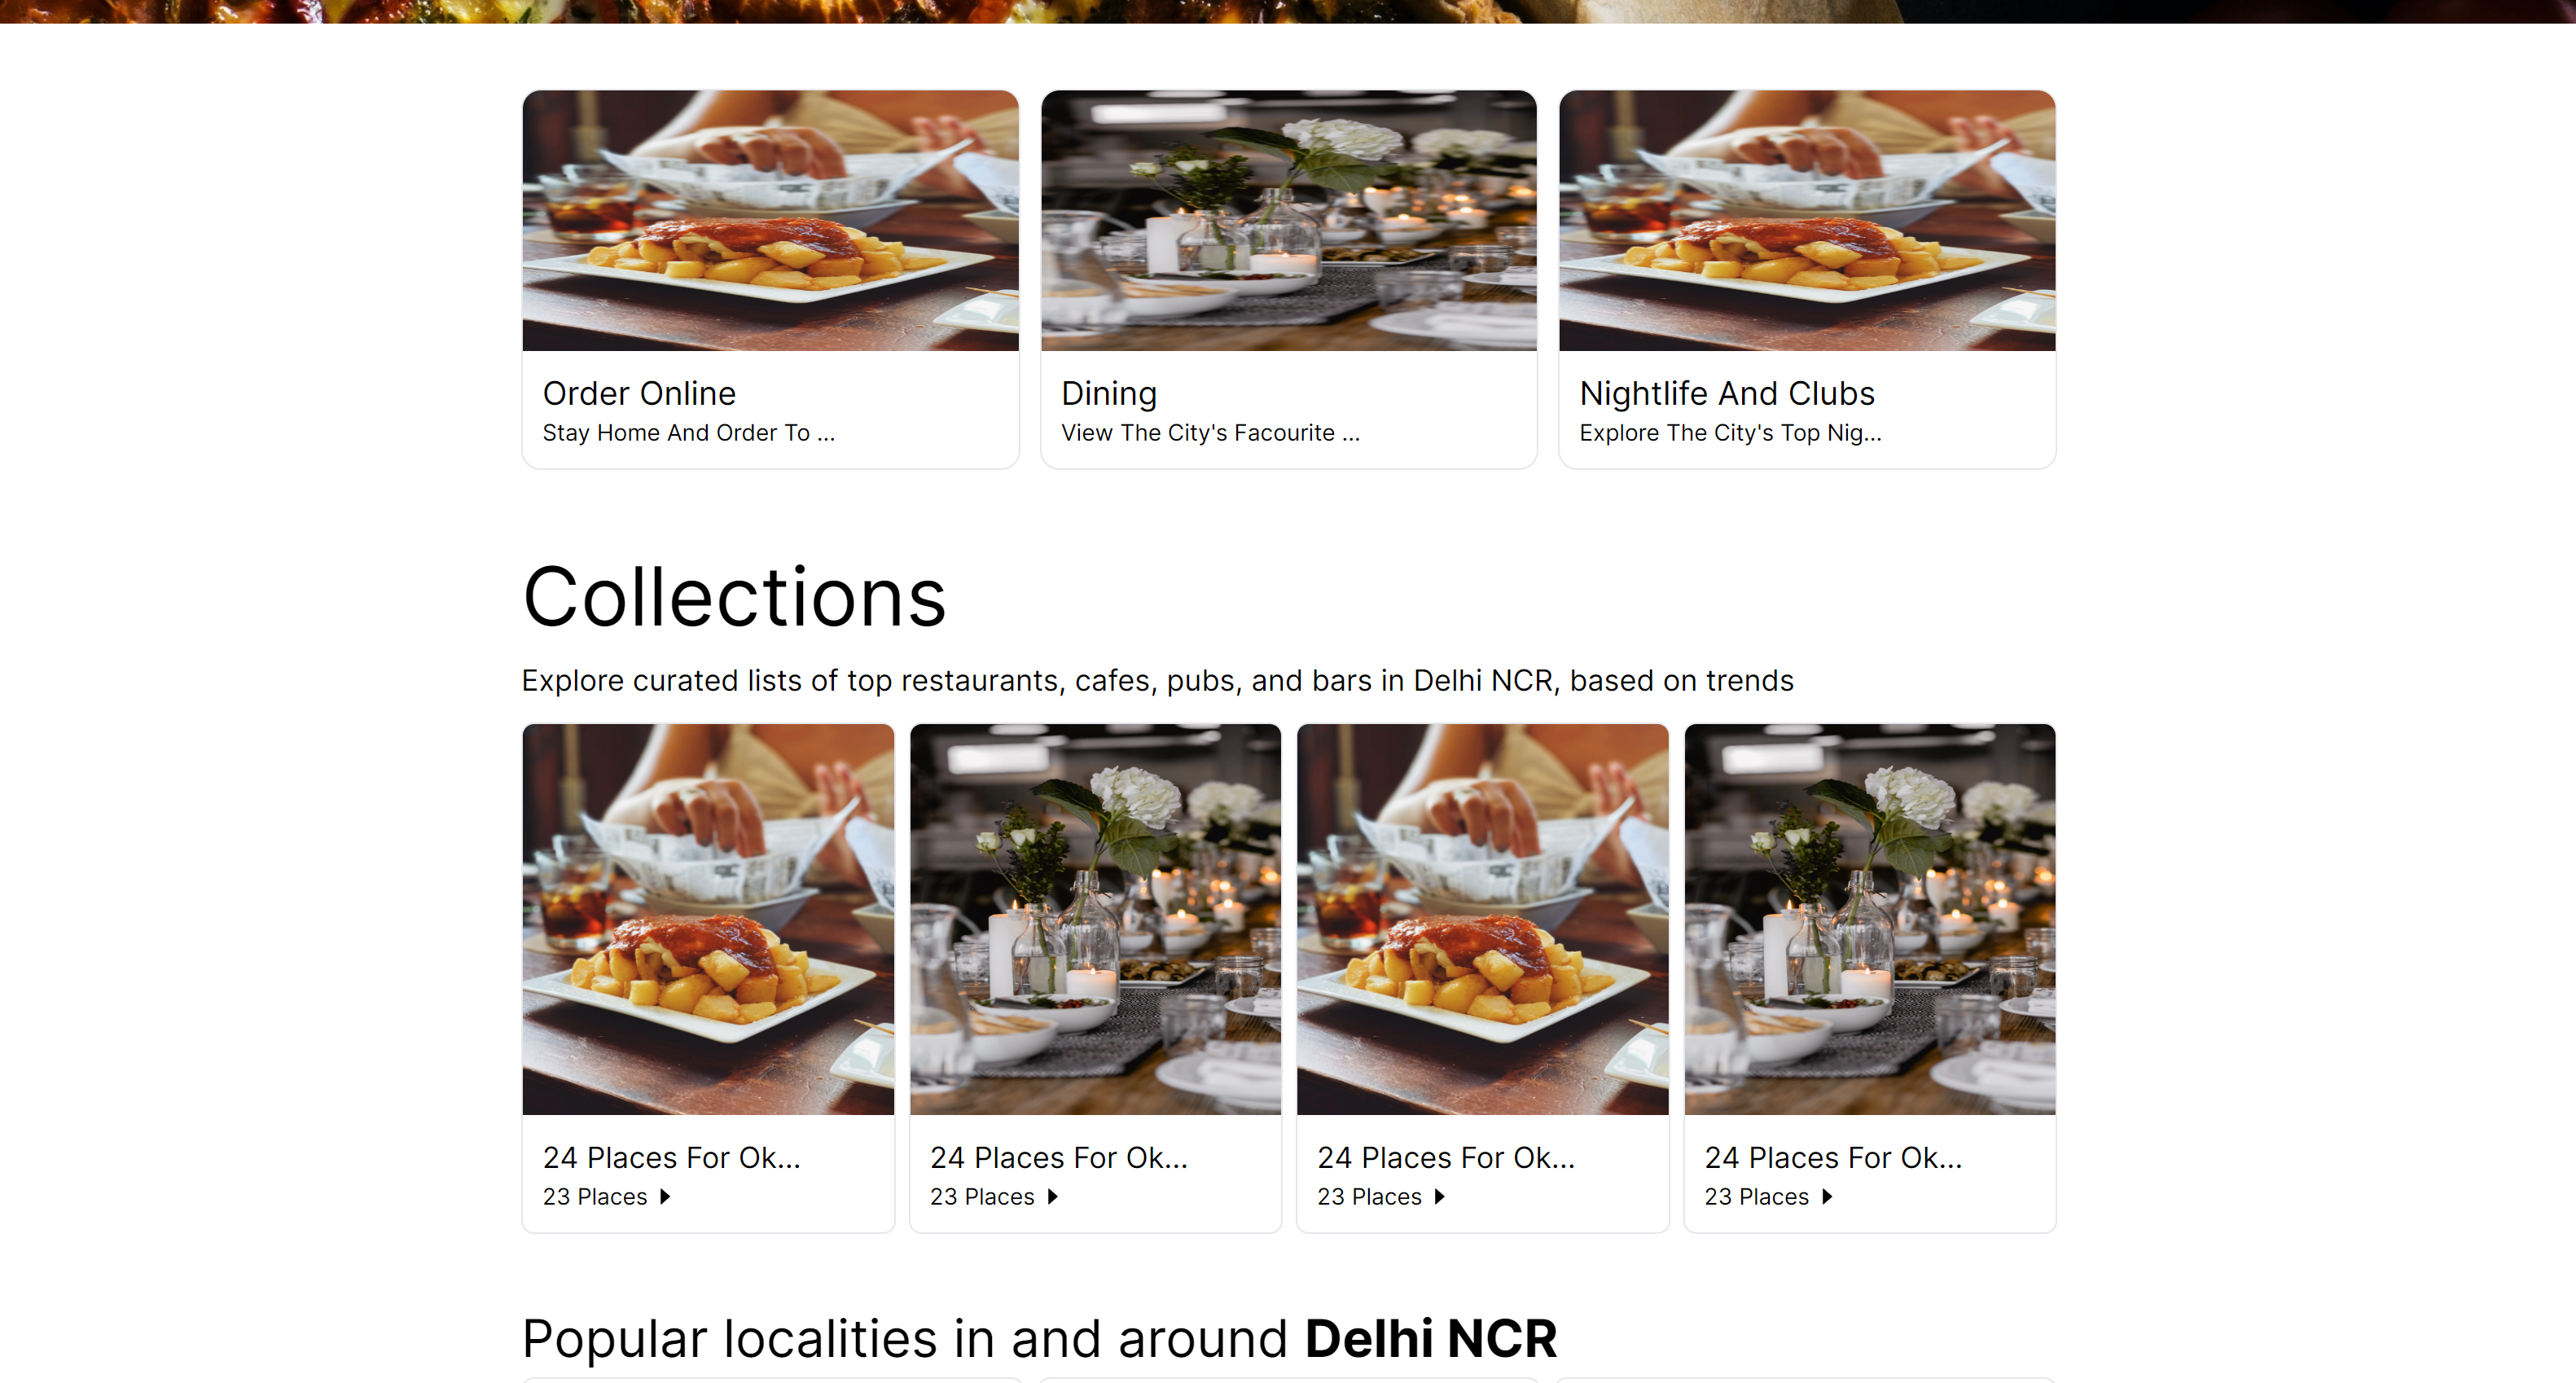 Order Online
Stay Home And Order To ...
Dining
View The City's Facourite ...
Nightlife And Clubs
Explore The City's Top Nig...
Collections
Explore curated lists of top restaurants, cafes, pubs, and bars in Delhi NCR, based on trends
24 Places For Ok...
23 Places
24 Places For Ok...
23 Places
24 Places For Ok...
23 Places
24 Places For Ok...
23 Places
Popular localities in and around Delhi NCR